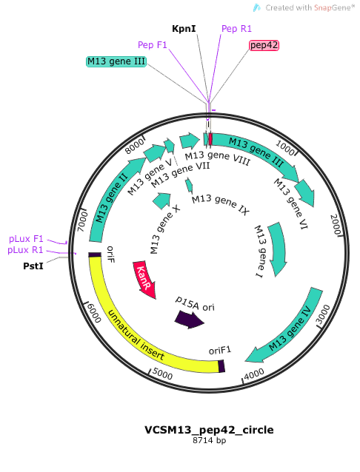 Created with SnapGene®
KpnI
Pep R1
Pep F1
pep42
M13 gene III
8000
1000
M13 gene V
M13 gene VII
M13 gene VIII
M13 gene III
M13 gene II
M13 gene IX
M13 gene VI
M13 gene X
7000
2000
pLux F1
pLux R1
PstI
oriF
M13 gene I
KanR
p15A ori
6000
unnatural insert
oriF1
M13 gene IV
3000
5000
4000
VCSM13_pep42_circle
8714 bp